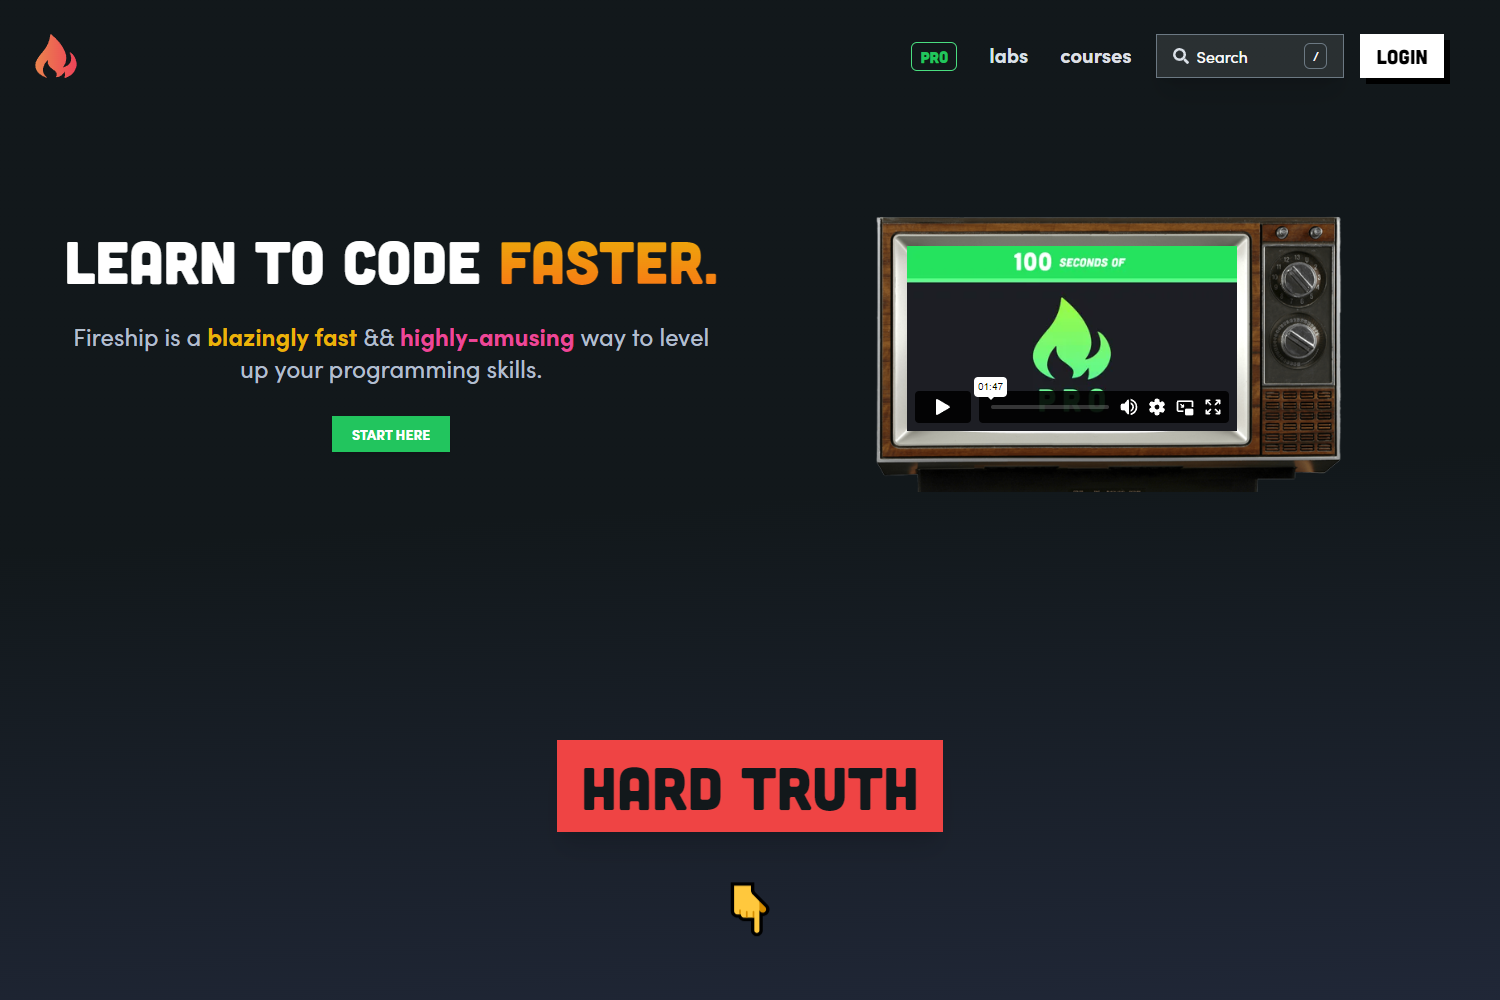 PRO
labs
courses
Search
/
LOGIN
LEARN TO CODE FASTER.
Fireship is a blazingly fast && highly-amusing way to level
up your programming skills.
START HERE
100 SECONDS OF
PRO
01:47
HARD TRUTH